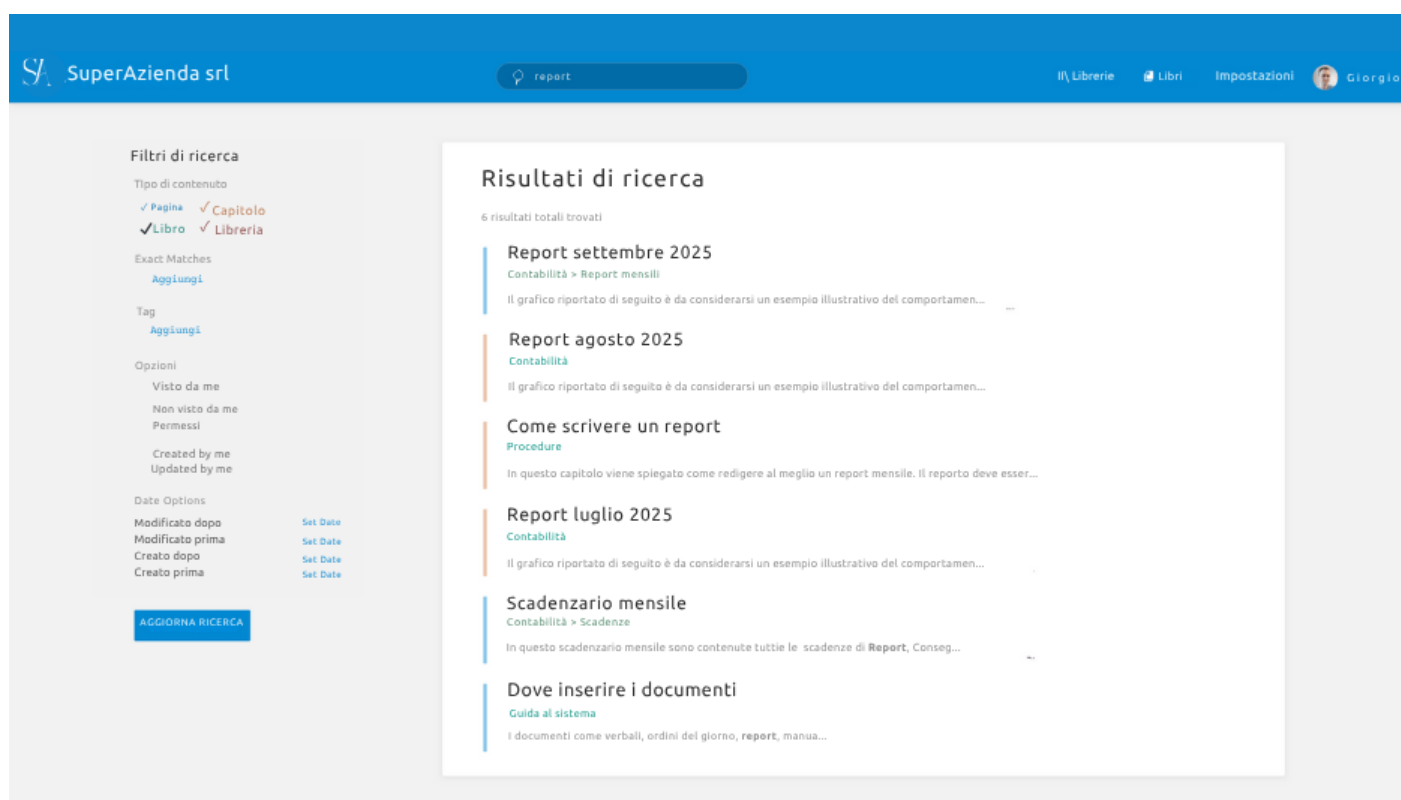 SA SuperAzienda srl
report
Librerie
Libri
Impostazioni
Giorgio
Filtri di ricerca
Tipo di contenuto
Pagina Capitolo
Libro Libreria
Exact Matches
Aggiungi
Tag
Aggiungi
Opzioni
Visto da me
Non visto da me
Permessi
Created by me
Updated by me
Date Options
Modificato dopo Set Date
Modificato prima Set Date
Creato dopo Set Date
Creato prima Set Date
AGGIORNA RICERCA
Risultati di ricerca
6 risultati totali trovati
Report settembre 2025
Contabilità > Report mensili
Il grafico riportato di seguito è da considerarsi un esempio illustrativo del comportamen...
Report agosto 2025
Contabilità
Il grafico riportato di seguito è da considerarsi un esempio illustrativo del comportamen...
Come scrivere un report
Procedure
In questo capitolo viene spiegato come redigere al meglio un report mensile. Il reporto deve esser...
Report luglio 2025
Contabilità
Il grafico riportato di seguito è da considerarsi un esempio illustrativo del comportamen...
Scadenzario mensile
Contabilità > Scadenze
In questo scadenzario mensile sono contenute tuttie le scadenze di Report, Conseg...
Dove inserire i documenti
Guida al sistema
I documenti come verbali, ordini del giorno, report, manua...